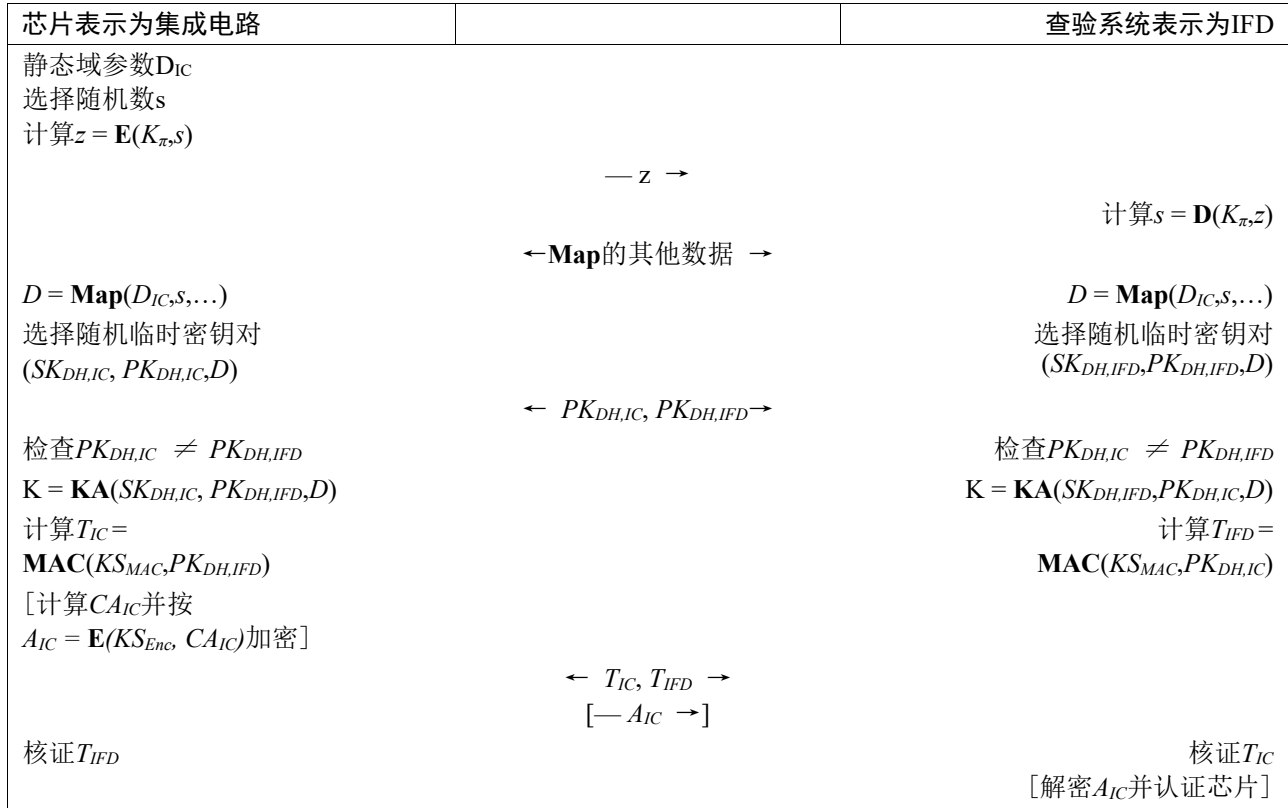 芯片表示为集成电路 查验系统表示为IFD
静态域参数D_IC
选择随机数s
计算z = E(K_π,s)
— z →
计算s = D(K_π,z)
←Map的其他数据 →
D = Map(D_IC,s,…) D = Map(D_IC,s,…)
选择随机临时密钥对 选择随机临时密钥对
(SK_DH,IC, PK_DH,IC,D) (SK_DH,IFD,PK_DH,IFD,D)
← PK_DH,IC, PK_DH,IFD→
检查PK_DH,IC ≠ PK_DH,IFD 检查PK_DH,IC ≠ PK_DH,IFD
K = KA(SK_DH,IC, PK_DH,IFD,D) K = KA(SK_DH,IFD,PK_DH,IC,D)
计算T_IC = 计算T_IFD =
MAC(KS_MAC,PK_DH,IFD) MAC(KS_MAC,PK_DH,IC)
[计算CA_IC并按
A_IC = E(KS_Enc, CA_IC)加密]
← T_IC, T_IFD →
[— A_IC →]
核证T_IFD 核证T_IC
[解密A_IC并认证芯片]